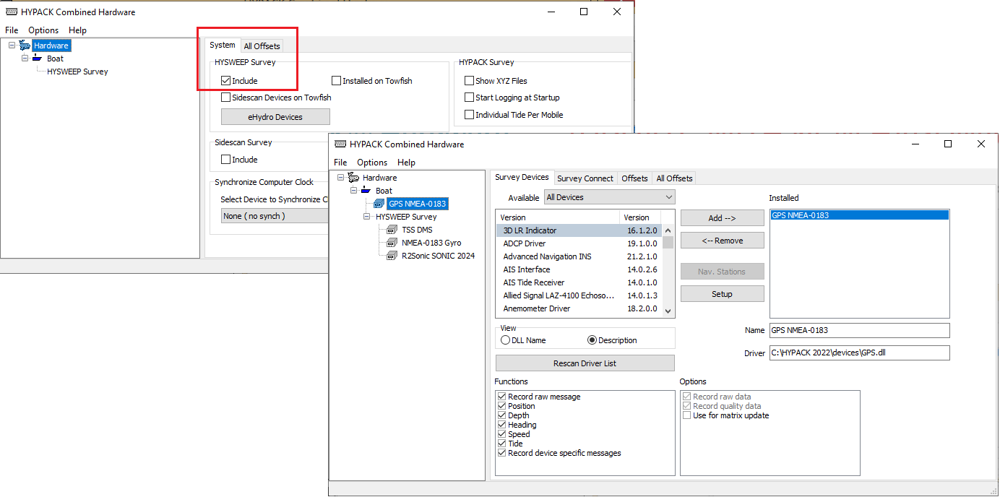 HYPACK Combined Hardware
File Options Help
Hardware
Boat
HYSWEEP Survey
System All Offsets
HYSWEEP Survey
Include
Installed on Towfish
Sidescan Devices on Towfish
eHydro Devices
HYPACK Survey
Show XYZ Files
Start Logging at Startup
Individual Tide Per Mobile
Sidescan Survey
Include
Synchronize Computer Clock
Select Device to Synchronize C
None ( no synch )
HYPACK Combined Hardware
File Options Help
Hardware
Boat
GPS NMEA-0183
HYSWEEP Survey
TSS DMS
NMEA-0183 Gyro
R2Sonic SONIC 2024
Survey Devices Survey Connect Offsets All Offsets
Available All Devices
Version Version
3D LR Indicator 16.1.2.0
ADCP Driver 19.1.0.0
Advanced Navigation INS 21.2.1.0
AIS Interface 14.0.2.6
AIS Tide Receiver 14.0.1.0
Allied Signal LAZ-4100 Echoso... 14.0.1.3
Anemometer Driver 18.2.0.0
Add -->
<-- Remove
Nav. Stations
Setup
Installed
GPS NMEA-0183
Name GPS NMEA-0183
Driver C:\HYPACK 2022\devices\GPS.dll
View
DLL Name Description
Rescan Driver List
Functions
Record raw message
Position
Depth
Heading
Speed
Tide
Record device specific messages
Options
Record raw data
Record quality data
Use for matrix update